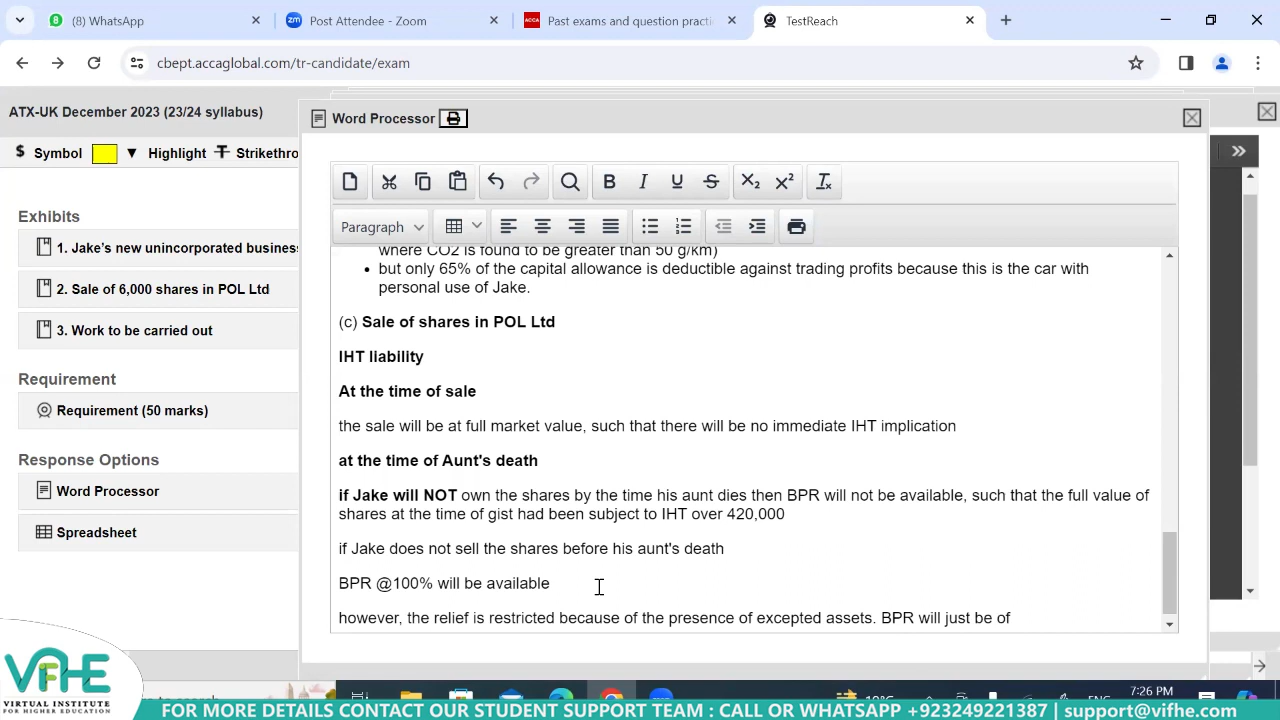 (8) WhatsApp
Post Attendee - Zoom
ACCA
Past exams and question practi
TestReach
cbept.accaglobal.com/tr-candidate/exam
ATX-UK December 2023 (23/24 syllabus)
$ Symbol
Highlight
Strikethro
Exhibits
1. Jake's new unincorporated busines
2. Sale of 6,000 shares in POL Ltd
3. Work to be carried out
Requirement
Requirement (50 marks)
Response Options
Word Processor
Spreadsheet
Word Processor
Paragraph
where CO2 is found to be greater than 50 g/km)
• but only 65% of the capital allowance is deductible against trading profits because this is the car with
personal use of Jake.
(c) Sale of shares in POL Ltd
IHT liability
At the time of sale
the sale will be at full market value, such that there will be no immediate IHT implication
at the time of Aunt's death
if Jake will NOT own the shares by the time his aunt dies then BPR will not be available, such that the full value of
shares at the time of gist had been subject to IHT over 420,000
if Jake does not sell the shares before his aunt's death
BPR @100% will be available
however, the relief is restricted because of the presence of excepted assets. BPR will just be of
7:26 PM
VIFHE
VIRTUAL INSTITUTE
FOR HIGHER EDUCATION
FOR MORE DETAILS CONTACT OUR STUDENT SUPPORT TEAM : CALL OR WHATSAPP +923249221387 | support@vifhe.com